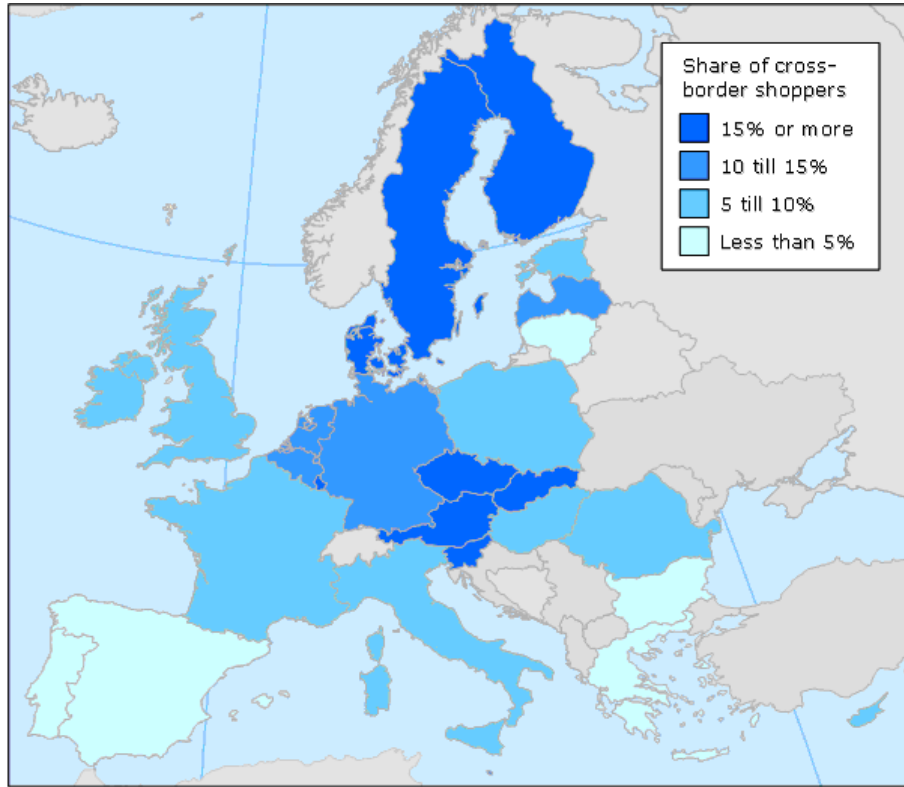 Share of cross-
border shoppers
15% or more
10 till 15%
5 till 10%
Less than 5%